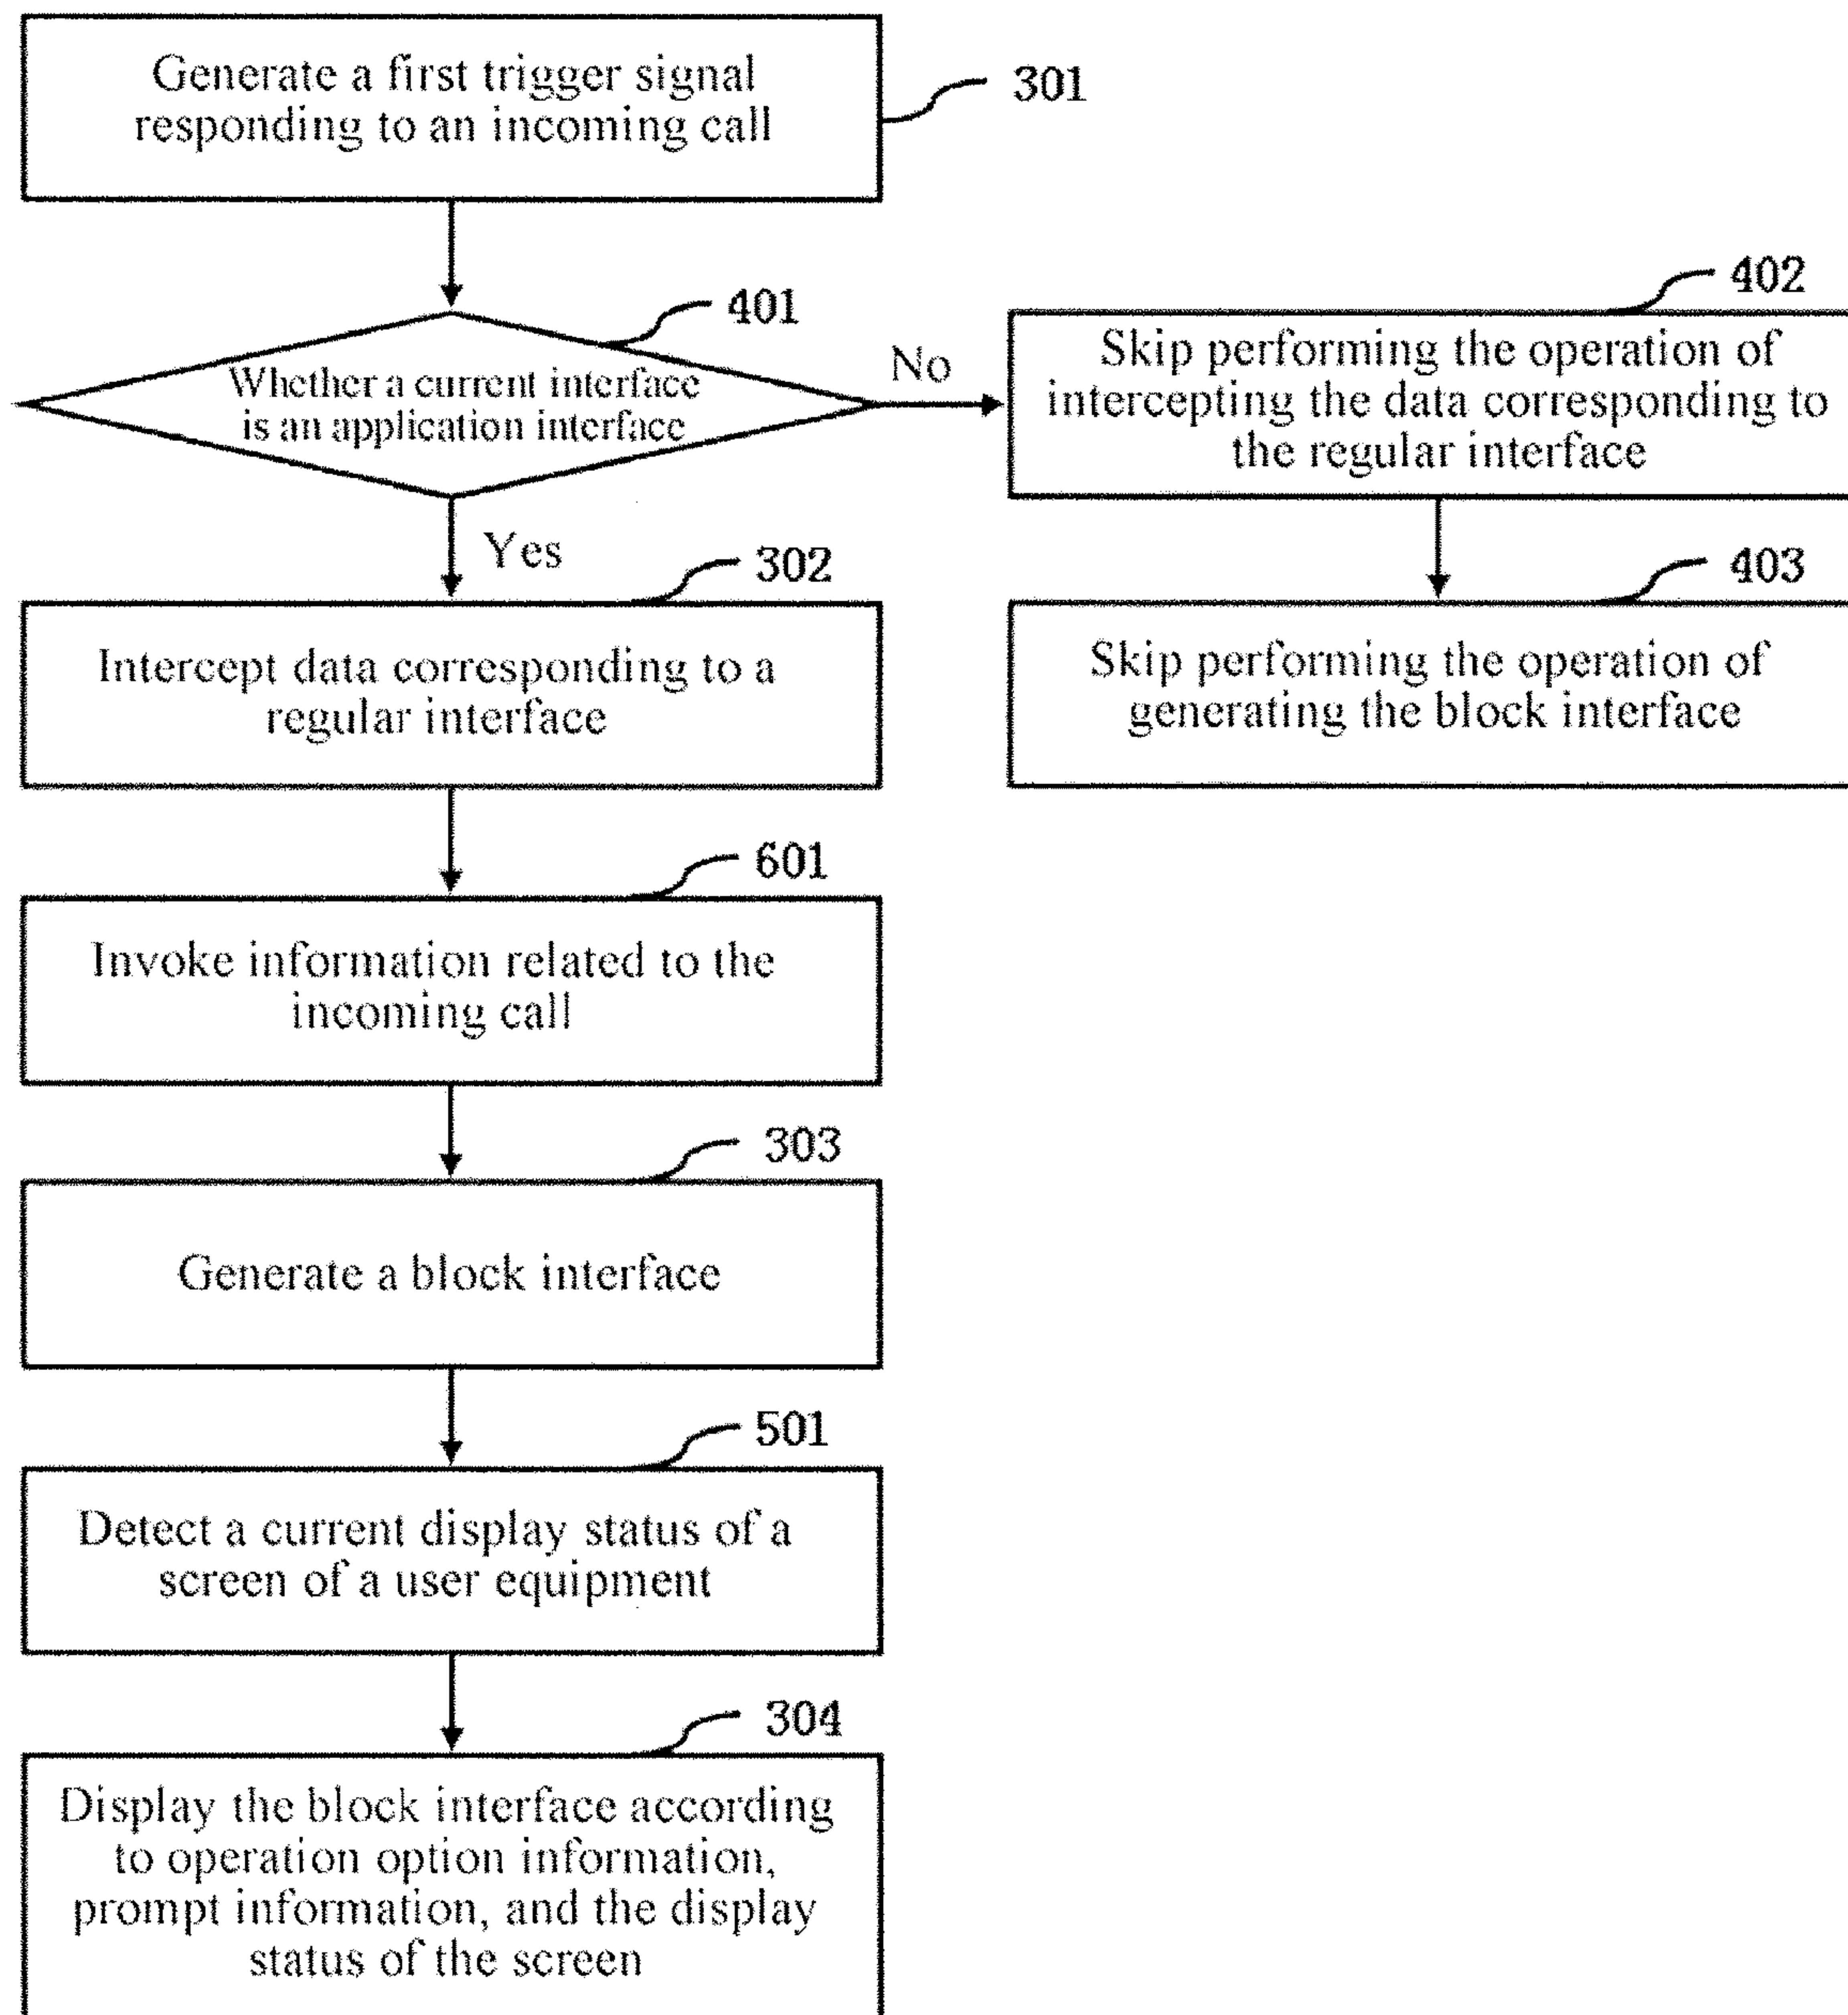 Generate a first trigger signal
responding to an incoming call
301
401
Whether a current interface
is an application interface
No
402
Skip performing the operation of
intercepting the data corresponding to
the regular interface
Yes
302
Intercept data corresponding to a
regular interface
403
Skip performing the operation of
generating the block interface
601
Invoke information related to the
incoming call
303
Generate a block interface
501
Detect a current display status of a
screen of a user equipment
304
Display the block interface according
to operation option information,
prompt information, and the display
status of the screen